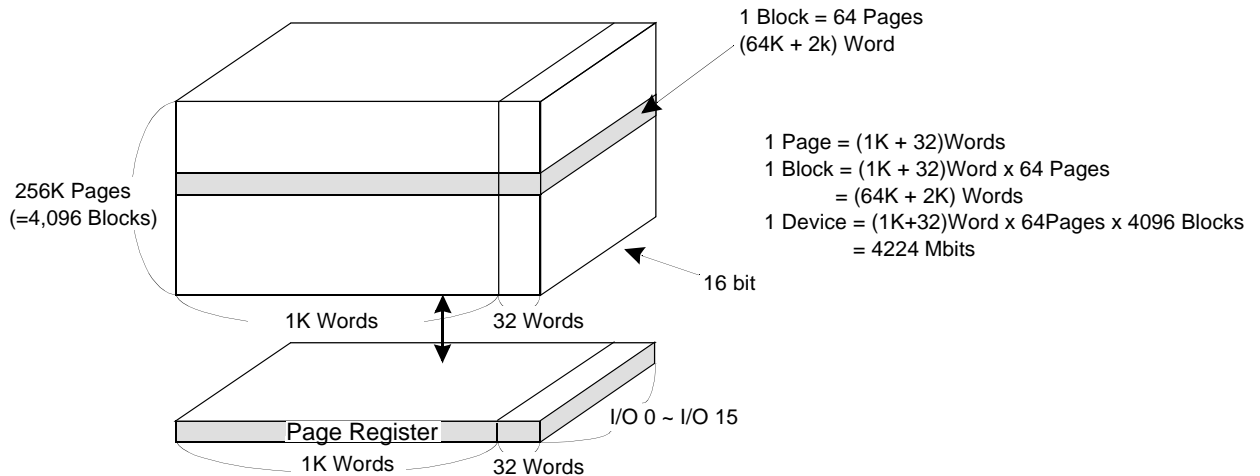 1 Block = 64 Pages
(64K + 2k) Word
1 Page = (1K + 32)Words
1 Block = (1K + 32)Word x 64 Pages
= (64K + 2K) Words
1 Device = (1K+32)Word x 64Pages x 4096 Blocks
= 4224 Mbits
256K Pages
(=4,096 Blocks)
16 bit
1K Words
32 Words
I/O 0 ~ I/O 15
Page Register
1K Words
32 Words